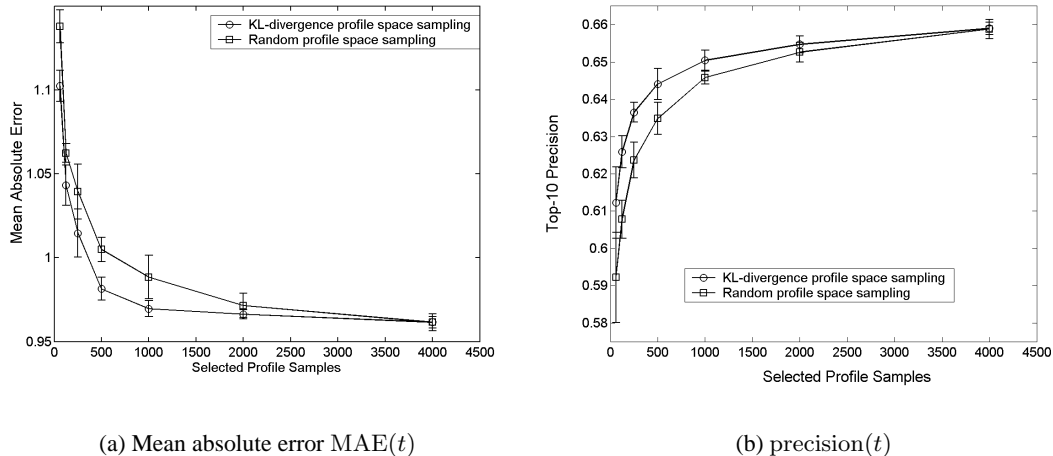 KL-divergence profile space sampling
Random profile space sampling
1.1
1.05
1
0.95
Mean Absolute Error
0 500 1000 1500 2000 2500 3000 3500 4000 4500
Selected Profile Samples
(a) Mean absolute error MAE(t)
0.66
0.65
0.64
0.63
0.62
0.61
0.6
0.59
0.58
Top-10 Precision
KL-divergence profile space sampling
Random profile space sampling
0 500 1000 1500 2000 2500 3000 3500 4000 4500
Selected Profile Samples
(b) precision(t)